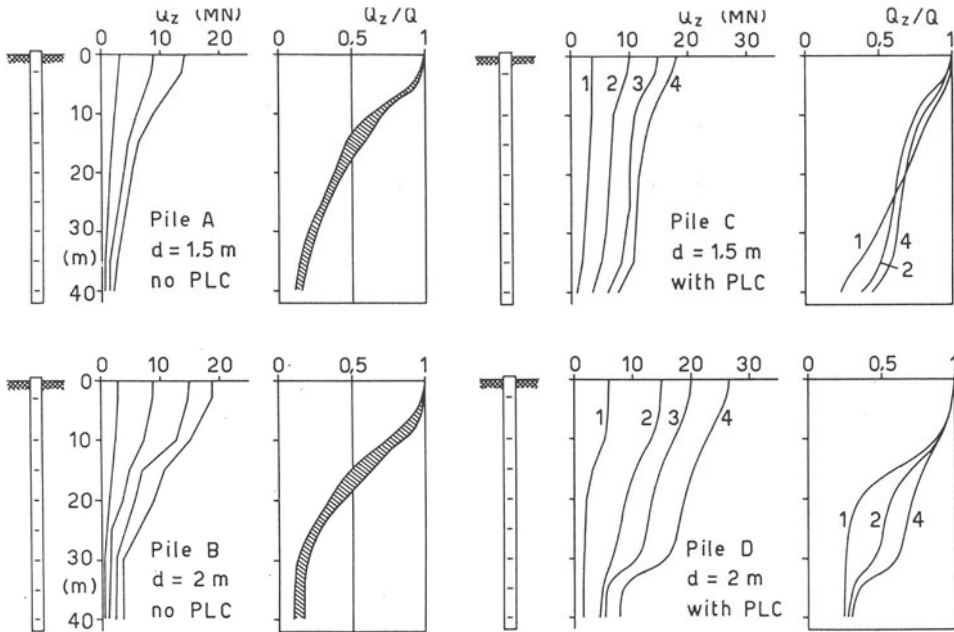 Qz (MN)
0 10 20
0
10
20
30
(m)
40
Pile A
d = 1,5 m
no PLC
Qz/Q
0 0,5 1
Qz (MN)
0 10 20 30
1 2 3 4
Pile C
d = 1,5 m
with PLC
Qz/Q
0 0,5 1
1 4
2
0 10 20
0
10
20
30
(m)
40
Pile B
d = 2 m
no PLC
0 0,5 1
0 10 20 30
1 2 3 4
Pile D
d = 2 m
with PLC
0 0,5 1
1 2 4